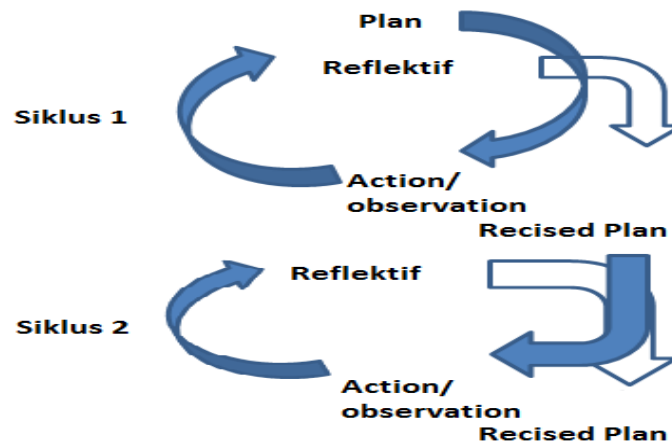 Plan
Reflektif
Siklus 1
Action/
observation
Recised Plan
Reflektif
Siklus 2
Action/
observation
Recised Plan